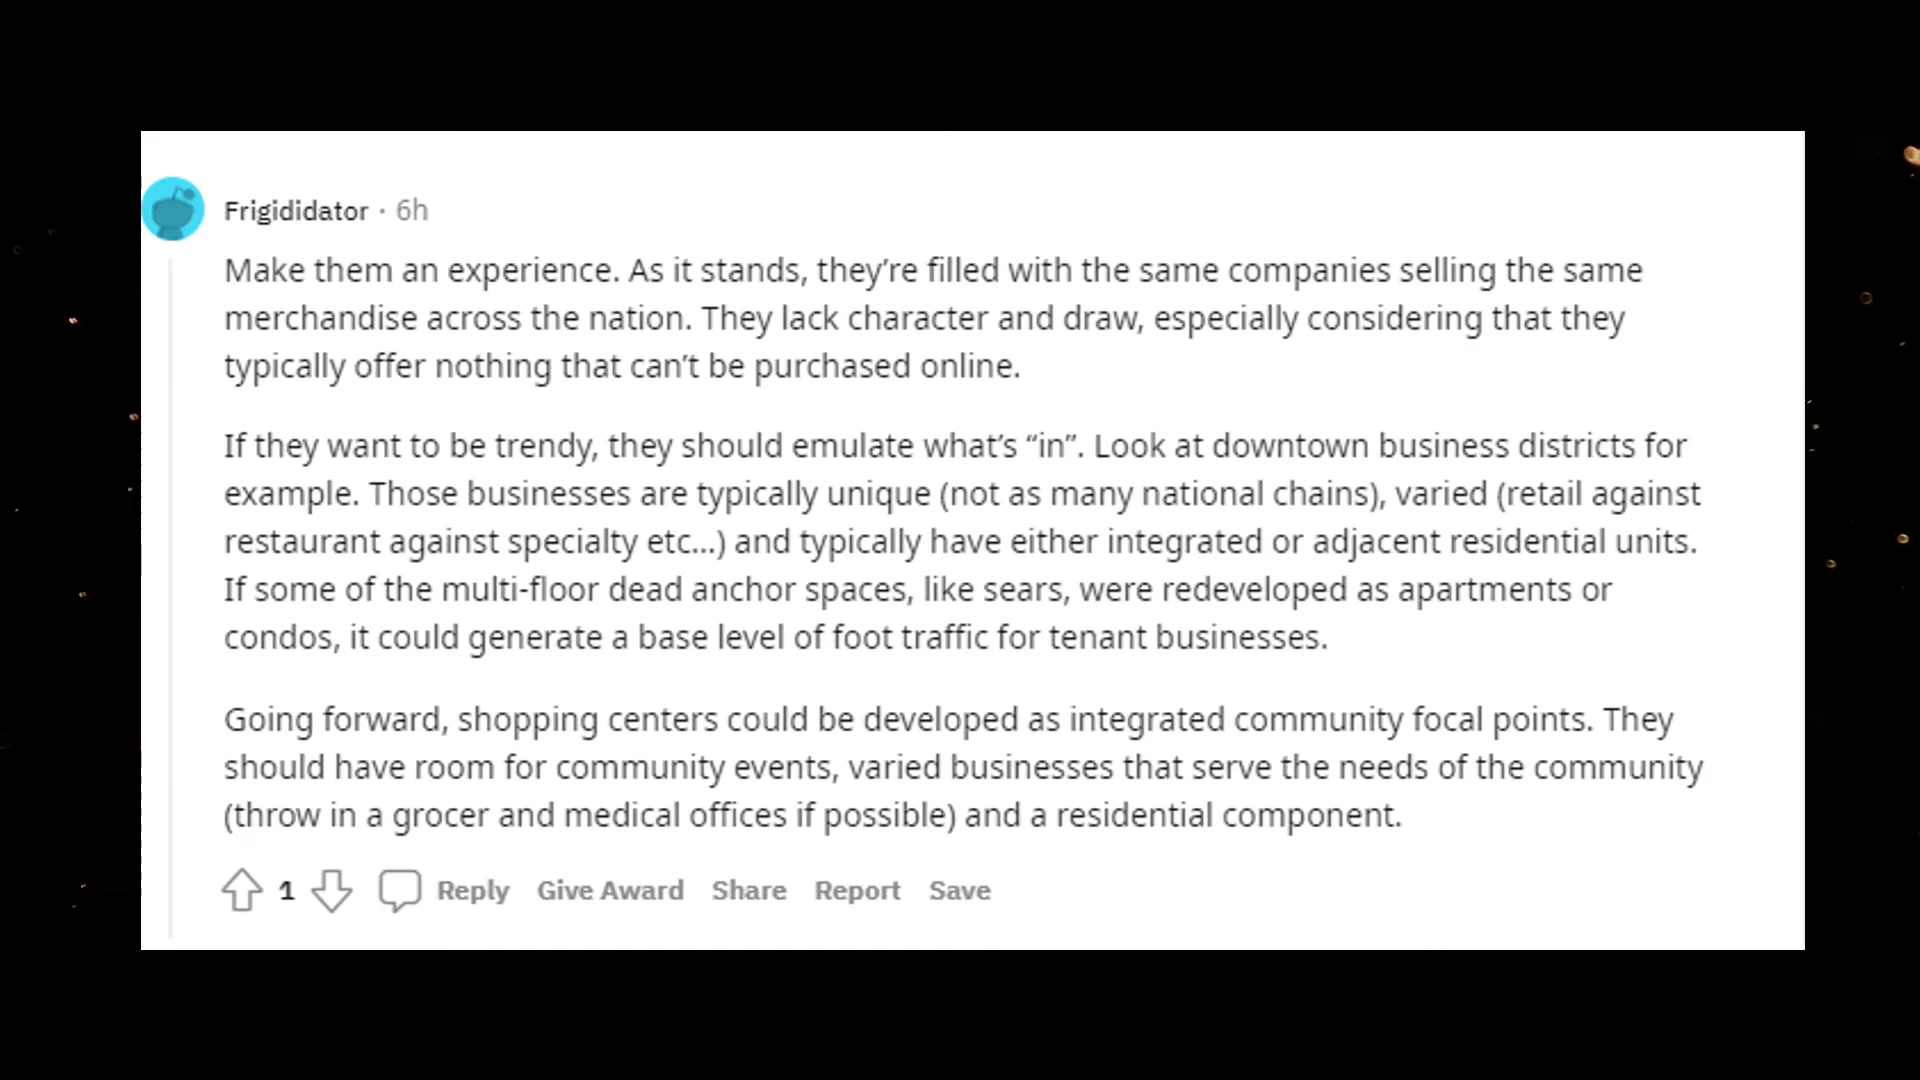 Frigididator · 6h
Make them an experience. As it stands, they’re filled with the same companies selling the same
merchandise across the nation. They lack character and draw, especially considering that they
typically offer nothing that can’t be purchased online.
If they want to be trendy, they should emulate what’s “in”. Look at downtown business districts for
example. Those businesses are typically unique (not as many national chains), varied (retail against
restaurant against specialty etc...) and typically have either integrated or adjacent residential units.
If some of the multi-floor dead anchor spaces, like sears, were redeveloped as apartments or
condos, it could generate a base level of foot traffic for tenant businesses.
Going forward, shopping centers could be developed as integrated community focal points. They
should have room for community events, varied businesses that serve the needs of the community
(throw in a grocer and medical offices if possible) and a residential component.
1 Reply Give Award Share Report Save